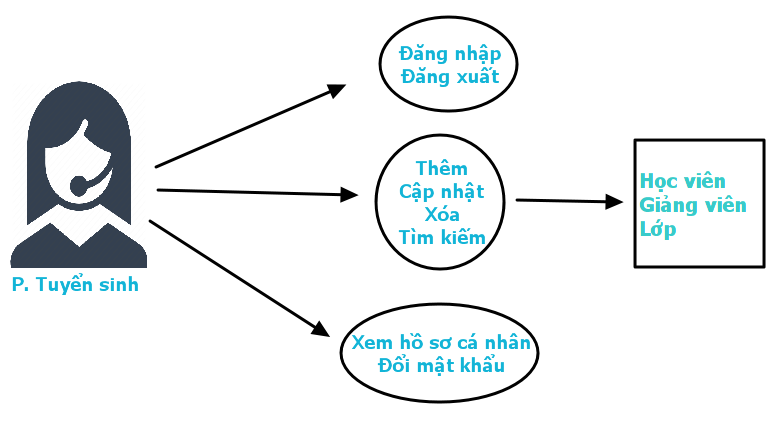 Đăng nhập
Đăng xuất
Thêm
Cập nhật
Xóa
Tìm kiếm
Học viên
Giảng viên
Lớp
P. Tuyển sinh
Xem hồ sơ cá nhân
Đổi mật khẩu